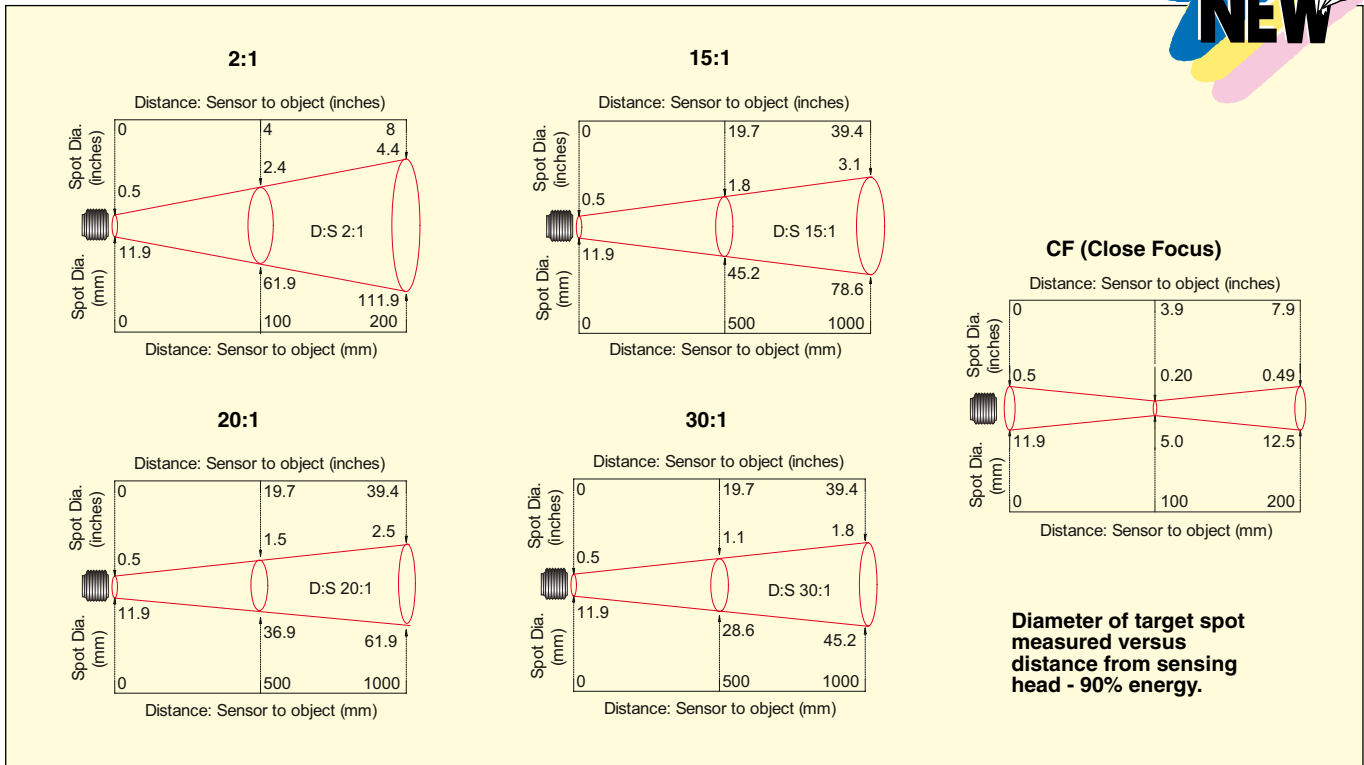 NEW
2:1
Distance: Sensor to object (inches)
Spot Dia.
(inches)
0 4 8
4.4
2.4
0.5
D:S 2:1
11.9
61.9
111.9
Spot Dia.
(mm)
0 100 200
Distance: Sensor to object (mm)
15:1
Distance: Sensor to object (inches)
Spot Dia.
(inches)
0 19.7 39.4
3.1
1.8
0.5
D:S 15:1
11.9
45.2
78.6
Spot Dia.
(mm)
0 500 1000
Distance: Sensor to object (mm)
CF (Close Focus)
Distance: Sensor to object (inches)
Spot Dia.
(inches)
0 3.9 7.9
0.5 0.20 0.49
11.9 5.0 12.5
Spot Dia.
(mm)
0 100 200
Distance: Sensor to object (mm)
20:1
Distance: Sensor to object (inches)
Spot Dia.
(inches)
0 19.7 39.4
2.5
1.5
0.5
D:S 20:1
11.9
36.9
61.9
Spot Dia.
(mm)
0 500 1000
Distance: Sensor to object (mm)
30:1
Distance: Sensor to object (inches)
Spot Dia.
(inches)
0 19.7 39.4
1.8
1.1
0.5
D:S 30:1
11.9
28.6
45.2
Spot Dia.
(mm)
0 500 1000
Distance: Sensor to object (mm)
Diameter of target spot
measured versus
distance from sensing
head - 90% energy.